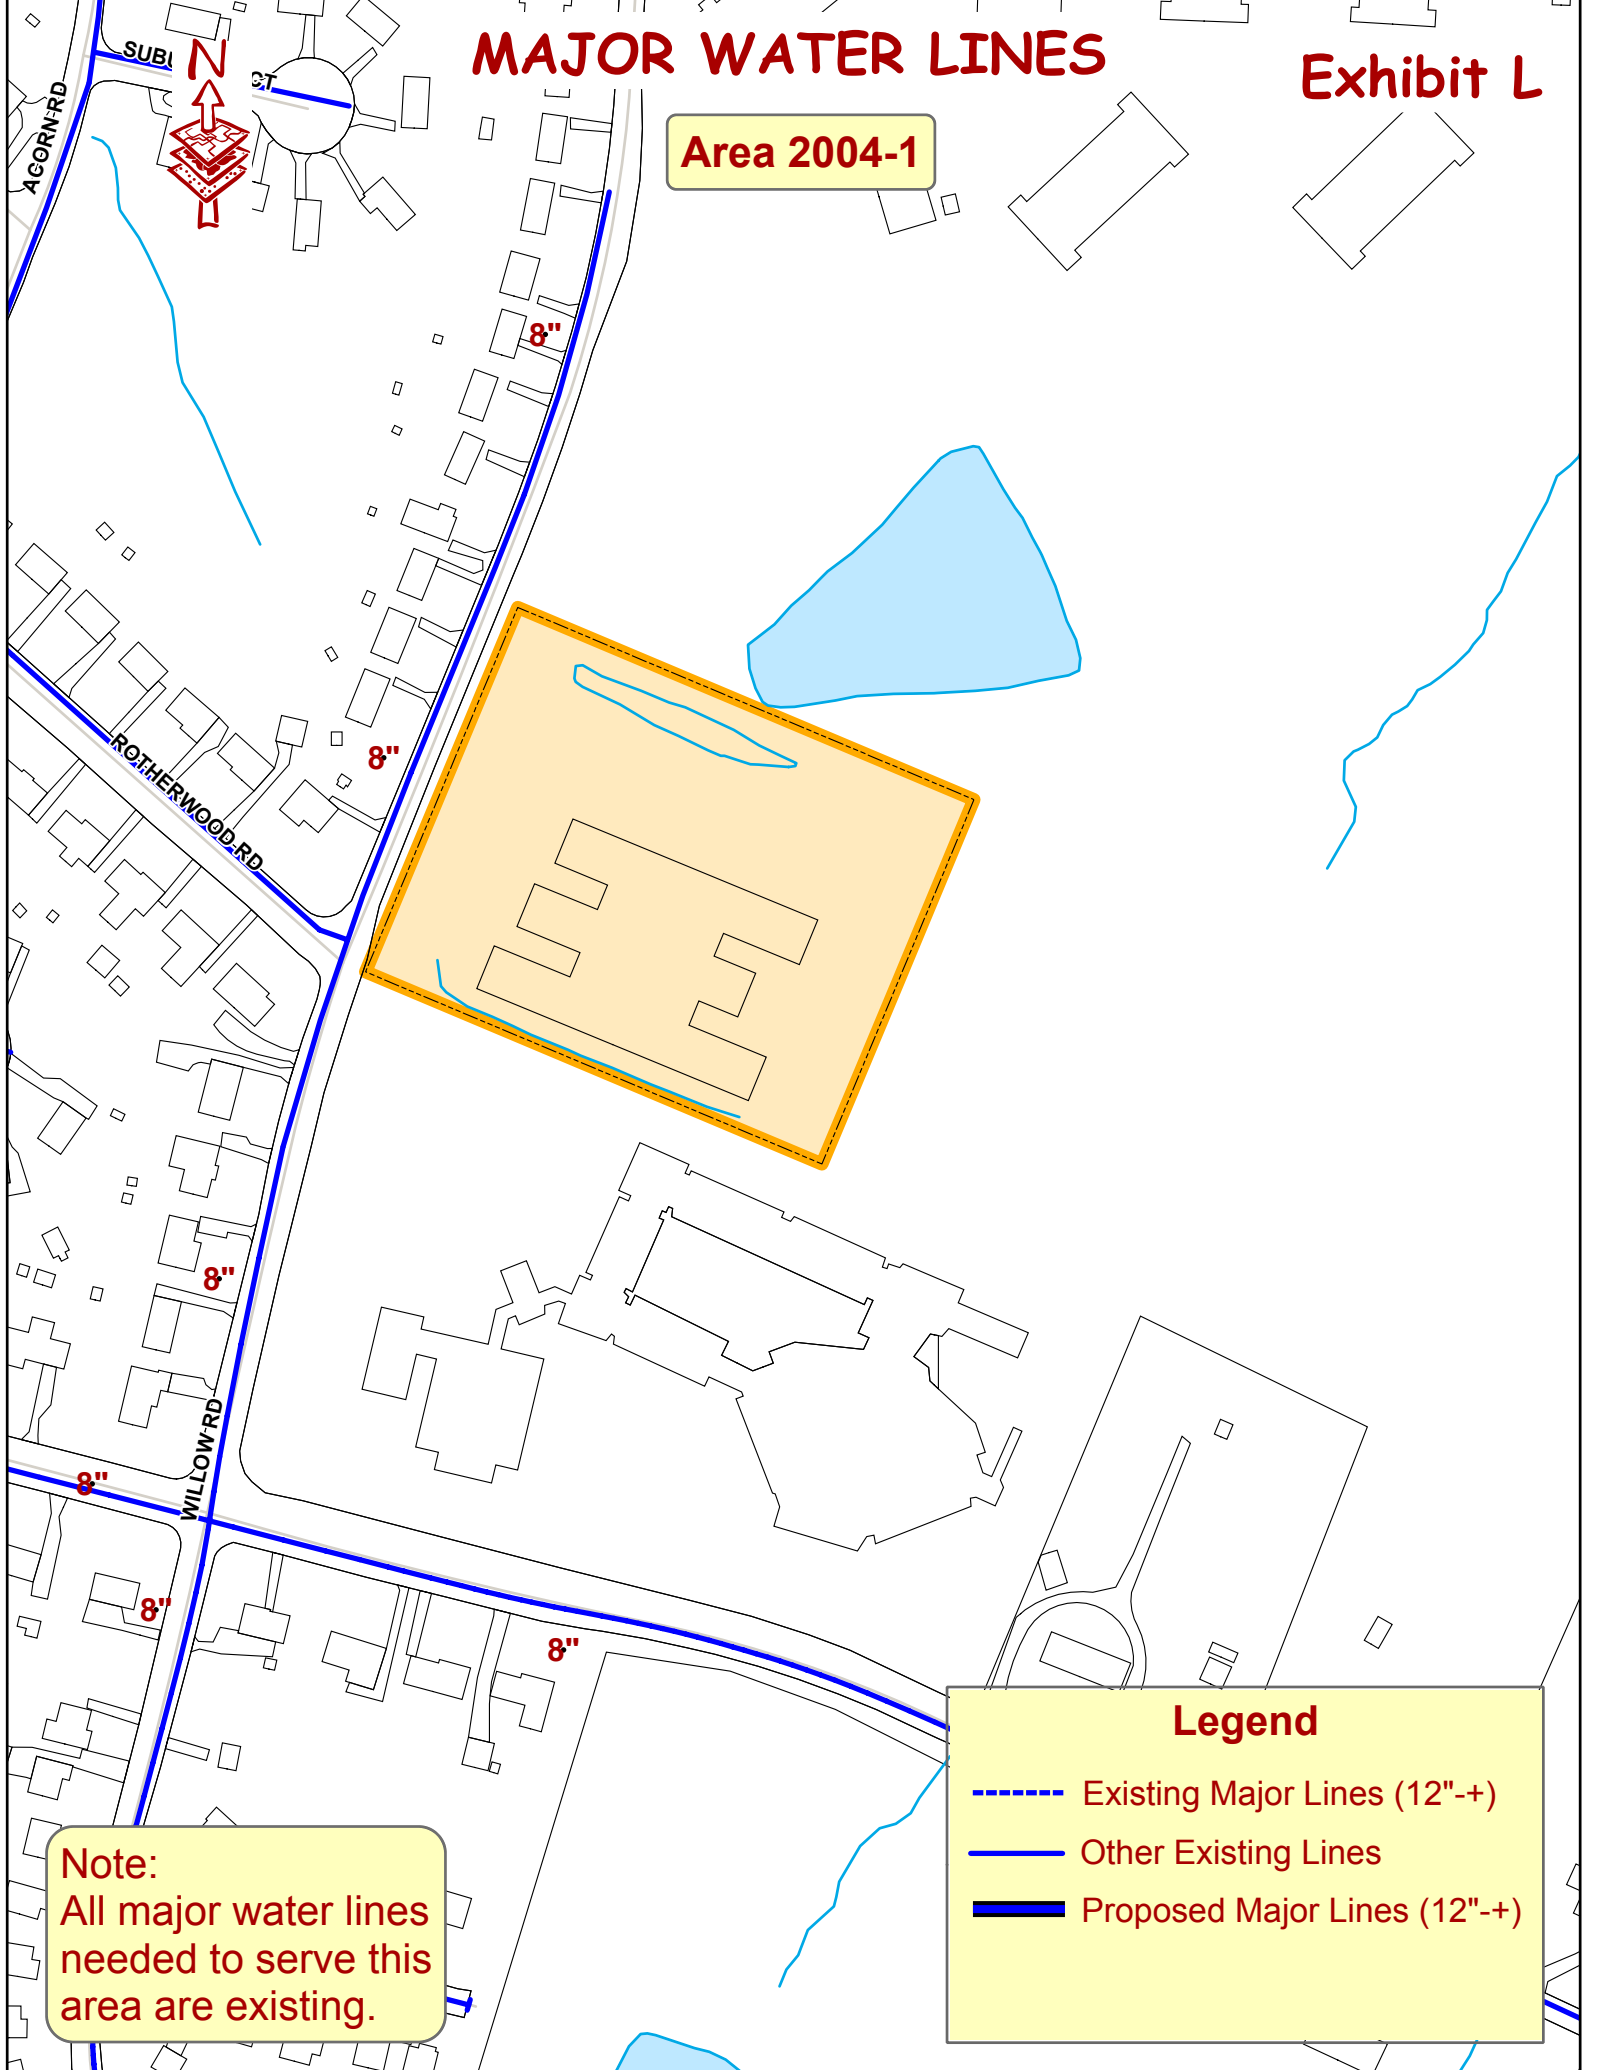 MAJOR WATER LINES
Exhibit L
SUBU
CT
N
ACORN RD
Area 2004-1
8"
8"
ROTHERWOOD RD
8"
WILLOW RD
8"
8"
8"
Legend
Existing Major Lines (12"-+)
Other Existing Lines
Proposed Major Lines (12"-+)
Note:
All major water lines
needed to serve this
area are existing.